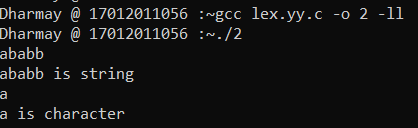 Dharmay @ 17012011056 :~gcc lex.yy.c -o 2 -ll
Dharmay @ 17012011056 :~./2
ababb
ababb is string
a
a is character